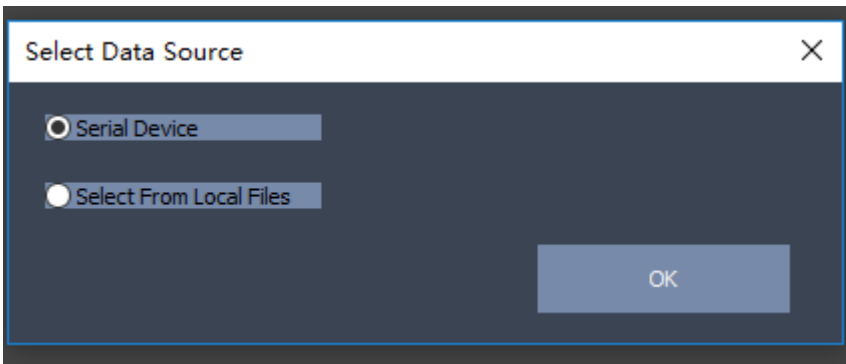 Select Data Source
Serial Device
Select From Local Files
OK